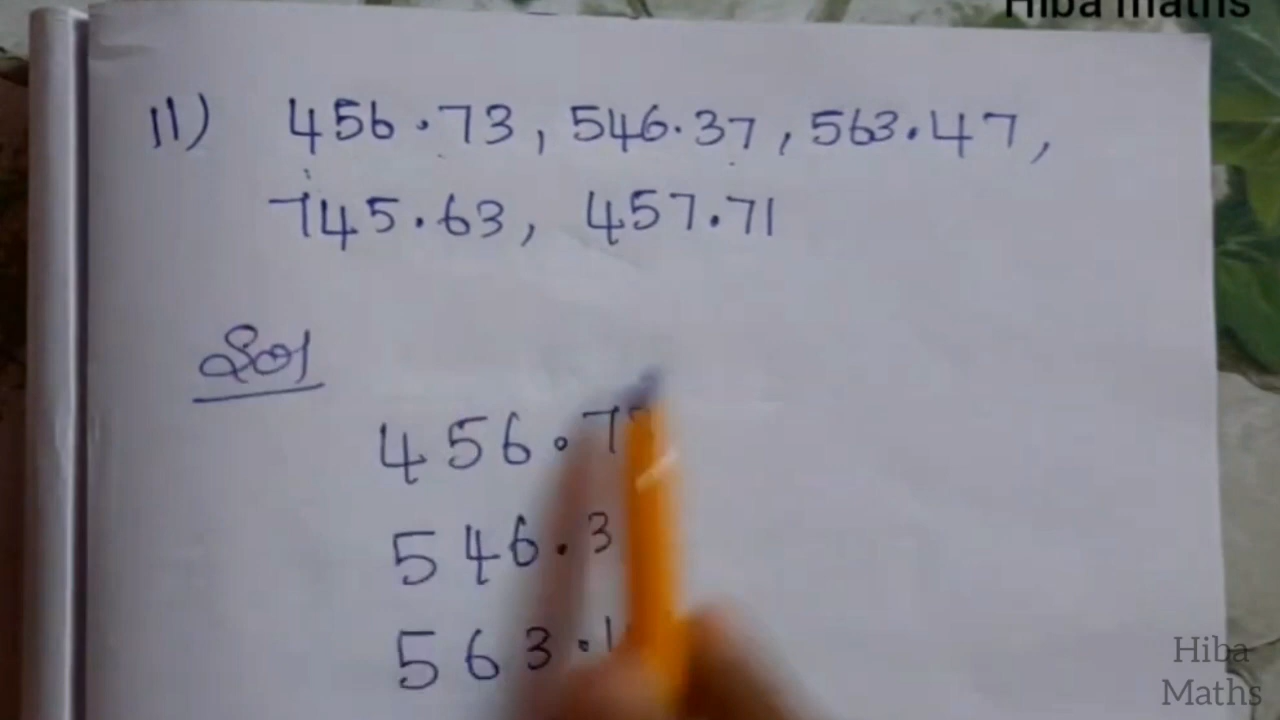 Hiba maths
11) 456.73, 546.37, 563.47,
745.63, 457.71
Sol
456.7
546.3
563.
Hiba
Maths